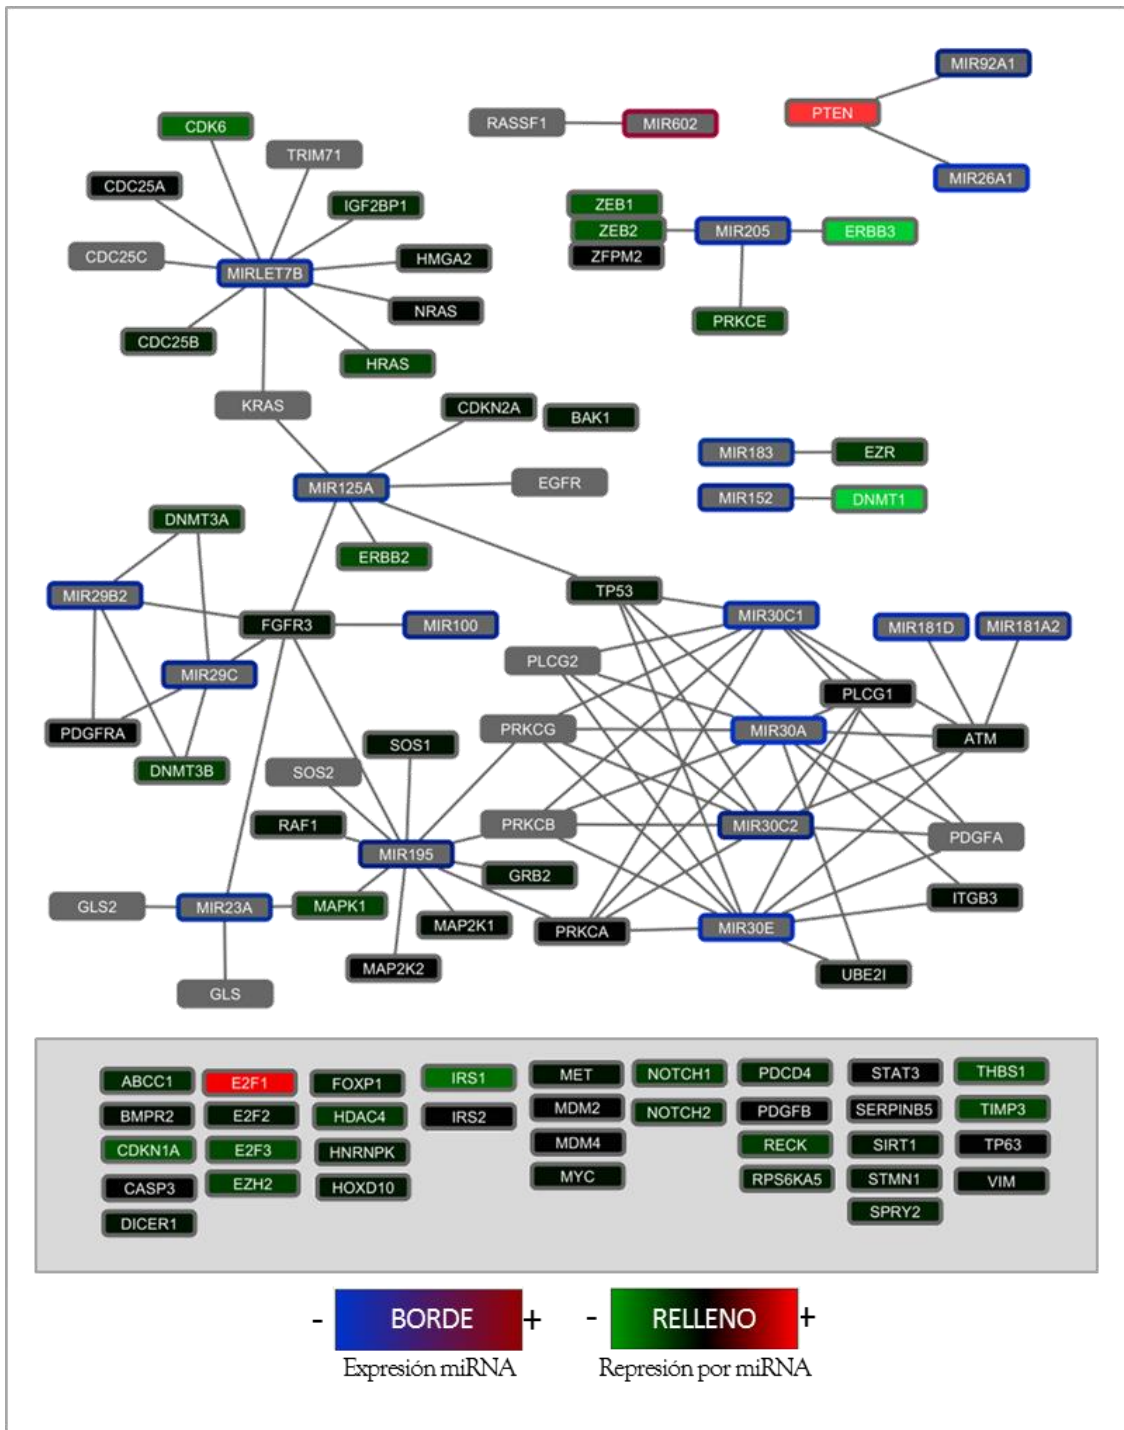 MIR92A1
PTEN
RASSF1
MIR602
CDK6
TRIM71
CDC25A
MIR26A1
IGF2BP1
ZEB1
ZEB2
MIR205
ERBB3
ZFPM2
CDC25C
MIRLET7B
HMGA2
NRAS
PRKCE
CDC25B
HRAS
KRAS
CDKN2A
BAK1
MIR183
EZR
MIR125A
EGFR
MIR152
DNMT1
DNMT3A
ERBB2
MIR29B2
TP53
FGFR3
MIR100
MIR30C1
MIR181D
MIR181A2
PLCG2
MIR29C
PLCG1
PDGFRA
PRKCG
MIR30A
ATM
SOS1
DNMT3B
SOS2
RAF1
PRKCB
MIR30C2
PDGFA
MIR195
GRB2
ITGB3
GLS2
MIR23A
MAPK1
MAP2K1
PRKCA
MIR30E
MAP2K2
UBE2I
GLS
ABCC1
E2F1
FOXP1
IRS1
MET
NOTCH1
PDCD4
STAT3
THBS1
BMPR2
E2F2
HDAC4
IRS2
MDM2
NOTCH2
PDGFB
SERPINB5
TIMP3
CDKN1A
E2F3
HNRNPK
MDM4
RECK
SIRT1
TP63
CASP3
EZH2
HOXD10
MYC
RPS6KA5
STMN1
VIM
DICER1
SPRY2
- BORDE +
- RELLENO +
Expresión miRNA
Represión por miRNA